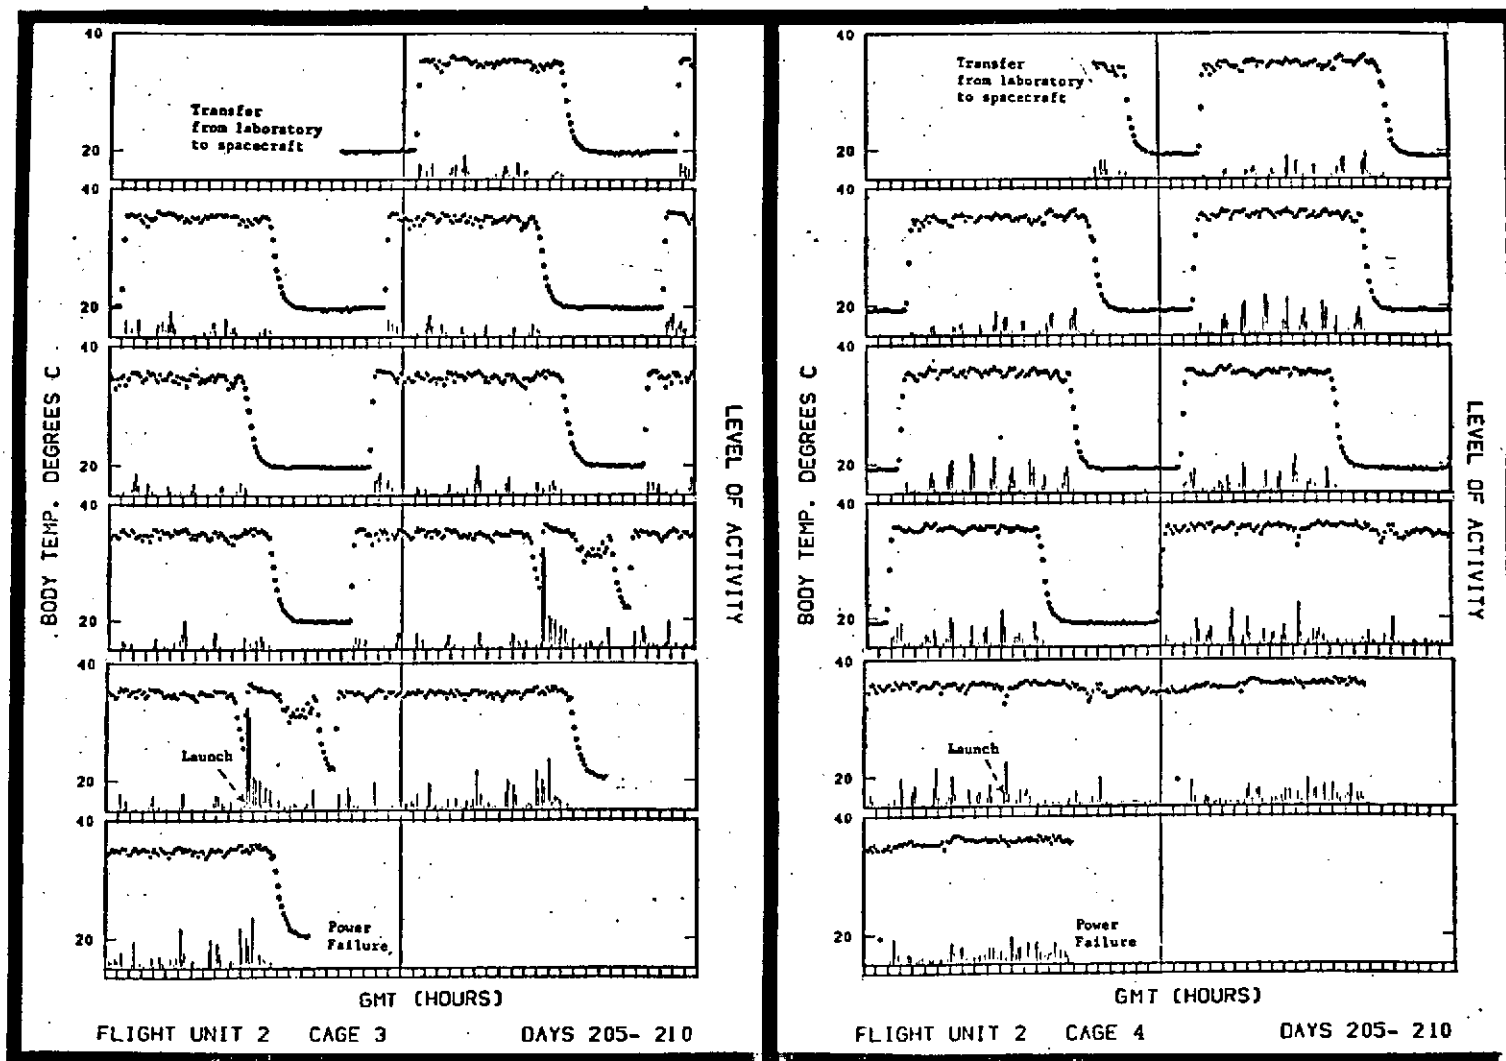 40
Transfer
from laboratory
to spacecraft
20
40
20
40
20
20
40
20
40
20
Power
Failure
Launch
BODY TEMP. DEGREES C
LEVEL OF ACTIVITY
GMT (HOURS)
FLIGHT UNIT 2 CAGE 3 DAYS 205- 210
40
Transfer
from laboratory
to spacecraft
20
40
20
40
20
20
40
Launch
20
40
20
Power
Failure
BODY TEMP. DEGREES C
LEVEL OF ACTIVITY
GMT (HOURS)
FLIGHT UNIT 2 CAGE 4 DAYS 205- 210